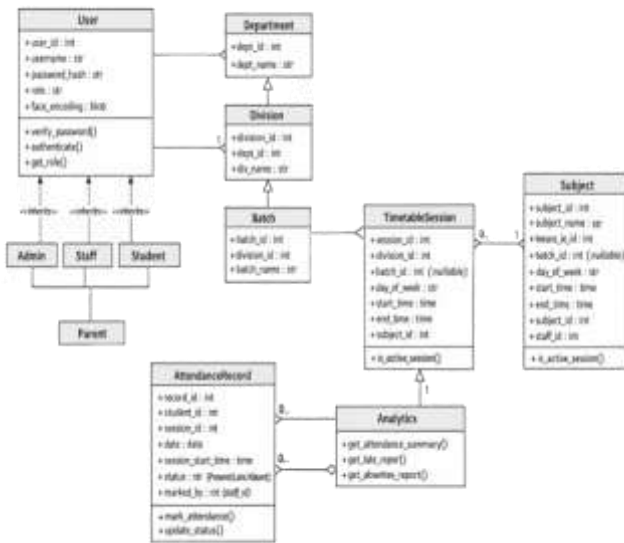 User
+ user_id : int
+ username : str
+ password_hash : str
+ role : str
+ face_encoding : blob
+ verify_password()
+ authenticate()
+ get_role()
Department
+ dept_id : int
+ dept_name : str
Division
+ division_id : int
+ dept_id : int
+ div_name : str
1
Batch
+ batch_id : int
+ division_id : int
+ batch_name : str
Admin
Staff
Student
Parent
TimetableSession
+ session_id : int
+ division_id : int
+ batch_id : int (nullable)
+ day_of_week : str
+ start_time : time
+ end_time : time
+ subject_id : int
+ is_active_session()
0..
1
Subject
+ subject_id : int
+ subject_name :
+ batch_id : int (nullable)
+ day_of_week : str
+ start_time : time
+ end_time : time
+ subject_id : int
+ staff_id : int
+ is_active_session()
AttendanceRecord
+ record_id : int
+ student_id : int
+ session_id : int
+ date : date
+ session_start_time : time
+ status : str
+ marked_by : int (staff_id)
+ mark_attendance()
+ update_status()
0..
0..
1
Analytics
+ get_attendance_summary()
+ get_late_report()
+ get_absentee_report()